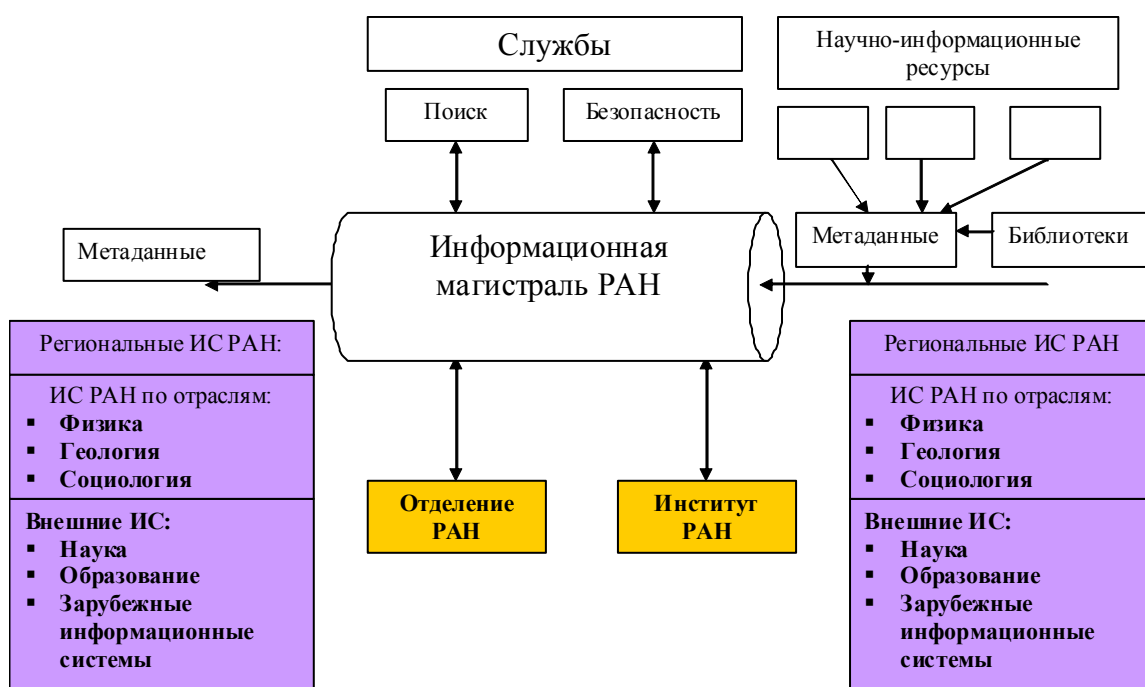 Службы
Научно-информационные
ресурсы
Поиск
Безопасность
Метаданные
Информационная
магистраль РАН
Метаданные
Библиотеки
Региональные ИС РАН:
ИС РАН по отраслям:
▪ Физика
▪ Геология
▪ Социология
Внешние ИС:
▪ Наука
▪ Образование
▪ Зарубежные
информационные
системы
Отделение
РАН
Институт
РАН
Региональные ИС РАН
ИС РАН по отраслям:
▪ Физика
▪ Геология
▪ Социология
Внешние ИС:
▪ Наука
▪ Образование
▪ Зарубежные
информационные
системы